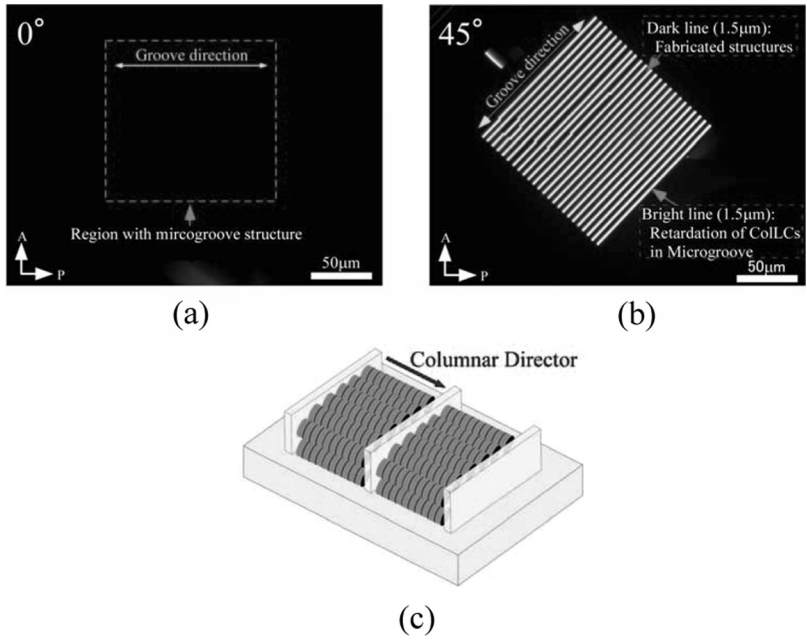 0°
Groove direction
Region with mircogroove structure
A
P
50μm
(a)
45°
Groove direction
Dark line (1.5μm):
Fabricated structures
Bright line (1.5μm):
Retardation of ColLCs
in Microgroove
A
P
50μm
(b)
Columnar Director
(c)